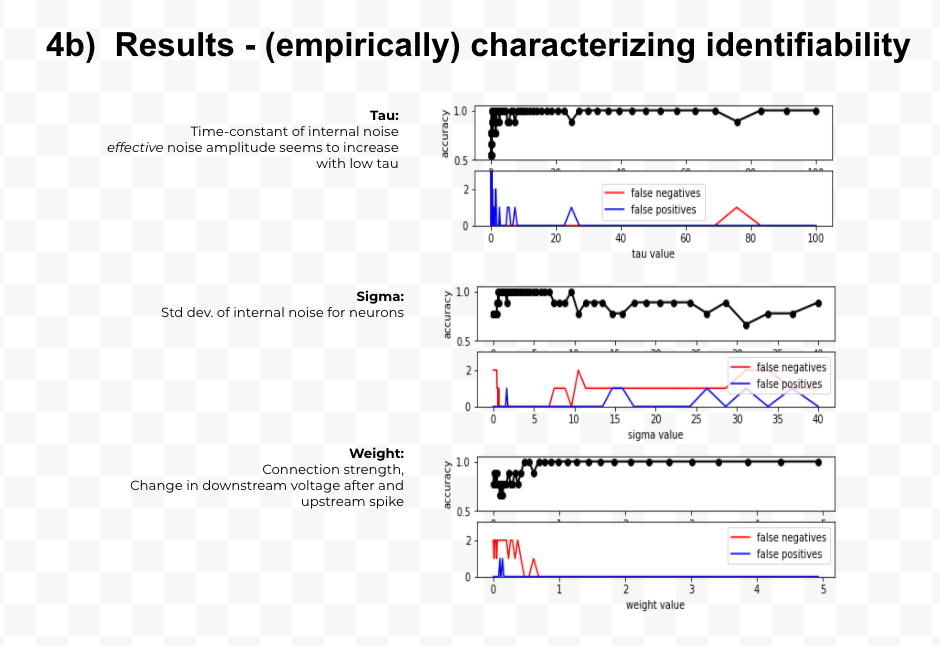 4b) Results - (empirically) characterizing identifiability
Tau:
Time-constant of internal noise
effective noise amplitude seems to increase
with low tau
accuracy
1.0
0.5
2
0
false negatives
false positives
0 20 40 60 80 100
tau value
Sigma:
Std dev. of internal noise for neurons
accuracy
1.0
0.5
2
0
false negatives
false positives
0 5 10 15 20 25 30 35 40
sigma value
Weight:
Connection strength,
Change in downstream voltage after and
upstream spike
accuracy
1.0
0.5
2
0
false negatives
false positives
0 1 2 3 4 5
weight value